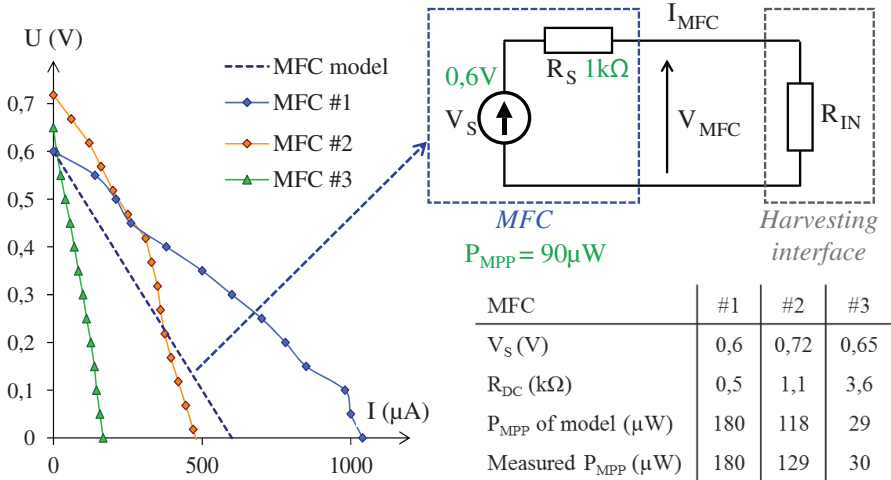 U (V)
0,7
0,6
0,5
0,4
0,3
0,2
0,1
0
0
500
1000
I (µA)
MFC model
MFC #1
MFC #2
MFC #3
I_MFC
0,6V
R_S 1kΩ
V_S
V_MFC
R_IN
MFC
P_MPP = 90µW
Harvesting
interface
MFC #1 #2 #3
V_S (V) 0,6 0,72 0,65
R_DC (kΩ) 0,5 1,1 3,6
P_MPP of model (µW) 180 118 29
Measured P_MPP (µW) 180 129 30